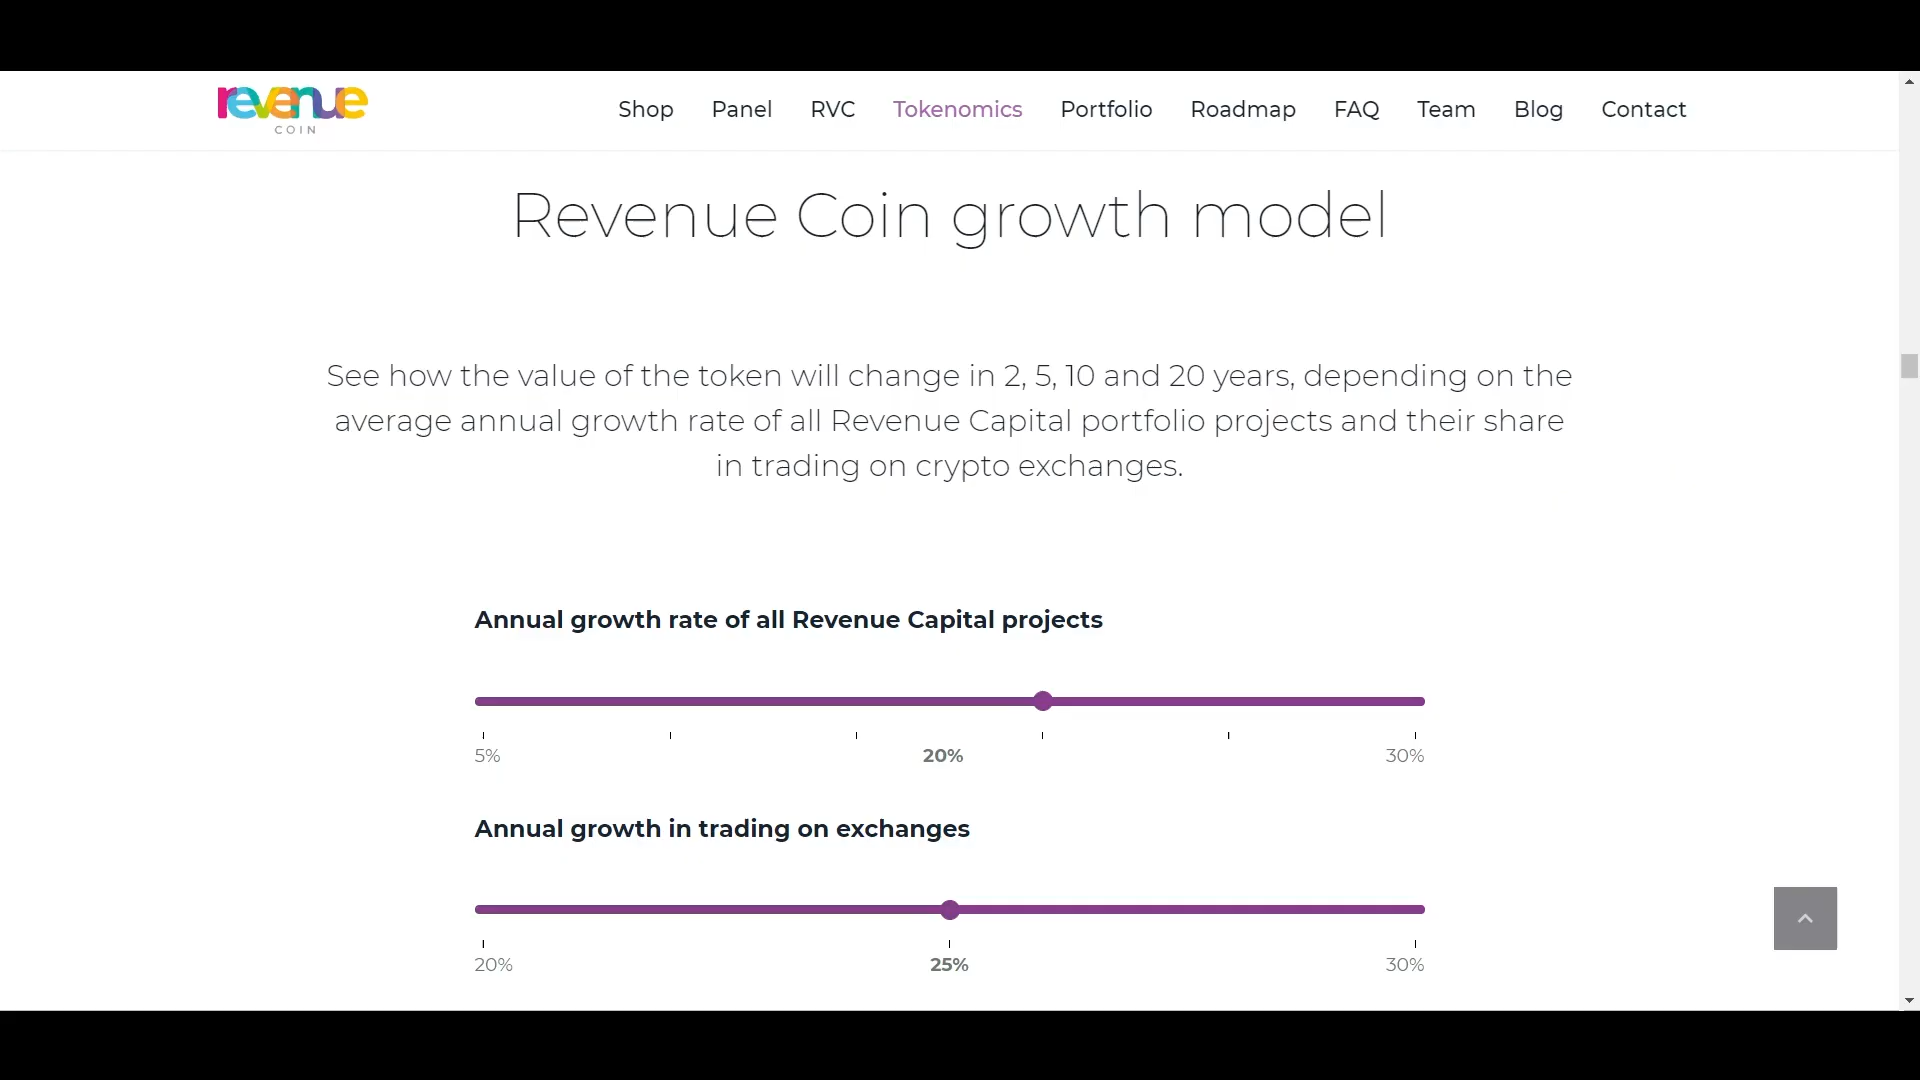 revenue
COIN
Shop Panel RVC Tokenomics Portfolio Roadmap FAQ Team Blog Contact
Revenue Coin growth model
See how the value of the token will change in 2, 5, 10 and 20 years, depending on the
average annual growth rate of all Revenue Capital portfolio projects and their share
in trading on crypto exchanges.
Annual growth rate of all Revenue Capital projects
5% 20% 30%
Annual growth in trading on exchanges
20% 25% 30%